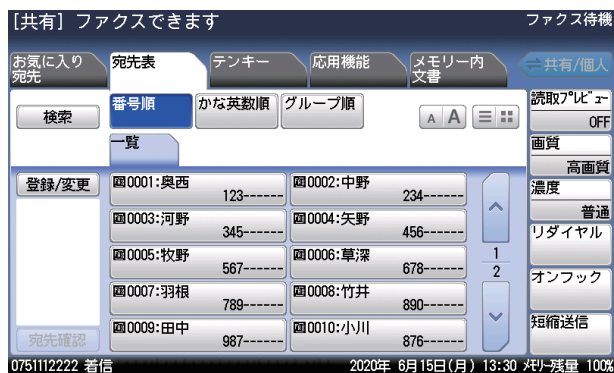 [共有] ファクスできます
ファクス待機
お気に入り
宛先
宛先表
テンキー
応用機能
メモリー内
文書
共有/個人
検索
番号順
かな英数順
グループ順
A A
一覧
読取プレビュー
OFF
画質
高画質
濃度
普通
リダイヤル
オンフック
短縮送信
登録/変更
0001:奥西
123------
0002:中野
234------
0003:河野
345------
0004:矢野
456------
0005:牧野
567------
0006:草深
678------
0007:羽根
789------
0008:竹井
890------
0009:田中
987------
0010:小川
876------
1
2
宛先確認
0751112222 着信
2020年 6月15日(月) 13:30 メモリー残量 100%